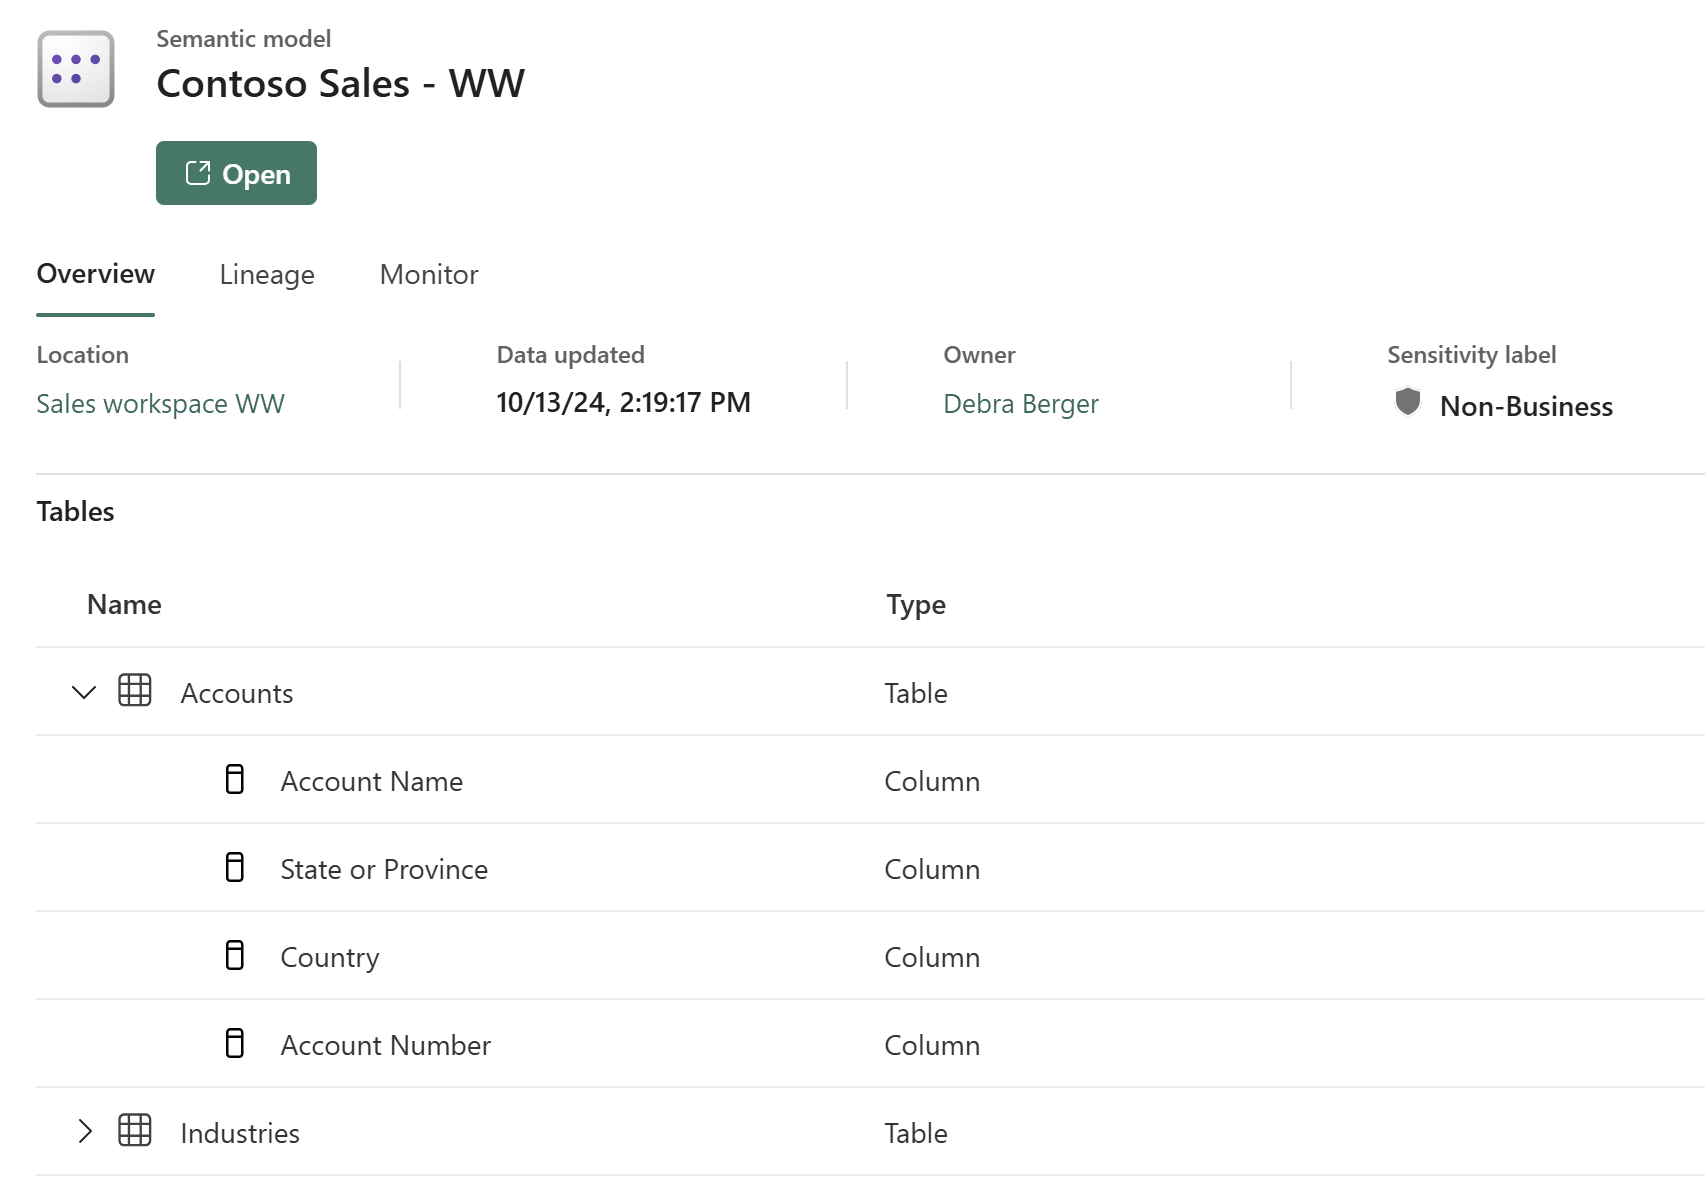 Semantic model
Contoso Sales - WW
Open
Overview Lineage Monitor
Location Data updated Owner Sensitivity label
Sales workspace WW 10/13/24, 2:19:17 PM Debra Berger Non-Business
Tables
Name Type
Accounts Table
Account Name Column
State or Province Column
Country Column
Account Number Column
Industries Table